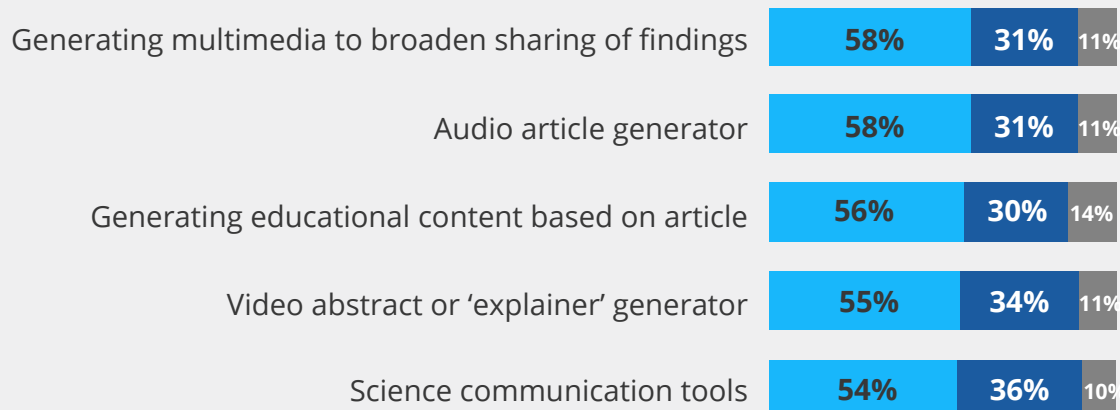 Generating multimedia to broaden sharing of findings 58% 31% 11%
Audio article generator 58% 31% 11%
Generating educational content based on article 56% 30% 14%
Video abstract or ‘explainer’ generator 55% 34% 11%
Science communication tools 54% 36% 10%